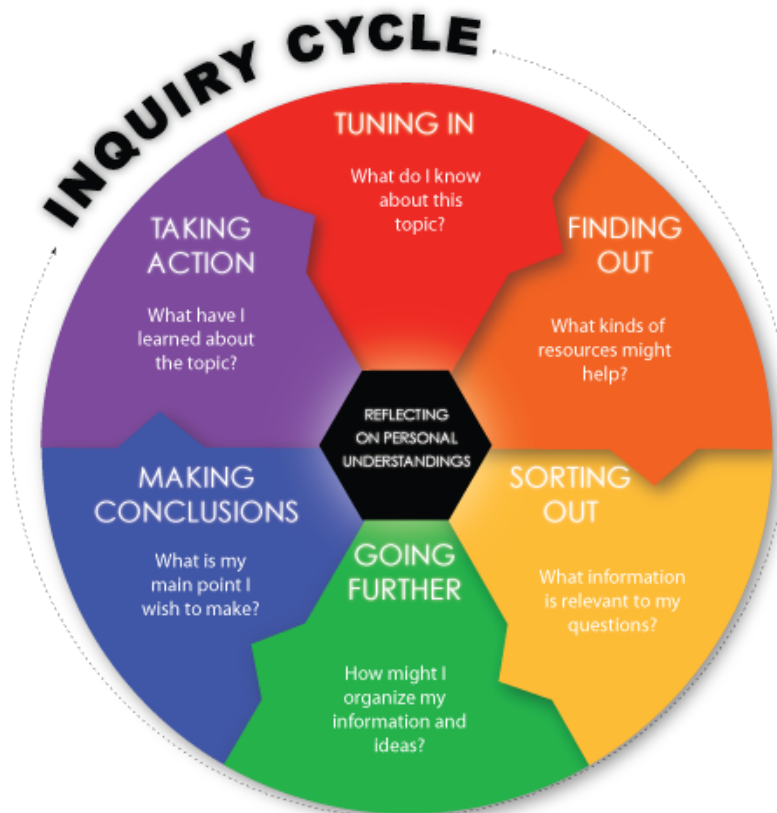 INQUIRY CYCLE
TUNING IN
What do I know
about this
topic?
FINDING
OUT
What kinds of
resources might
help?
SORTING
OUT
What information
is relevant to my
questions?
GOING
FURTHER
How might I
organize my
information and
ideas?
MAKING
CONCLUSIONS
What is my
main point I
wish to make?
TAKING
ACTION
What have I
learned about
the topic?
REFLECTING
ON PERSONAL
UNDERSTANDINGS